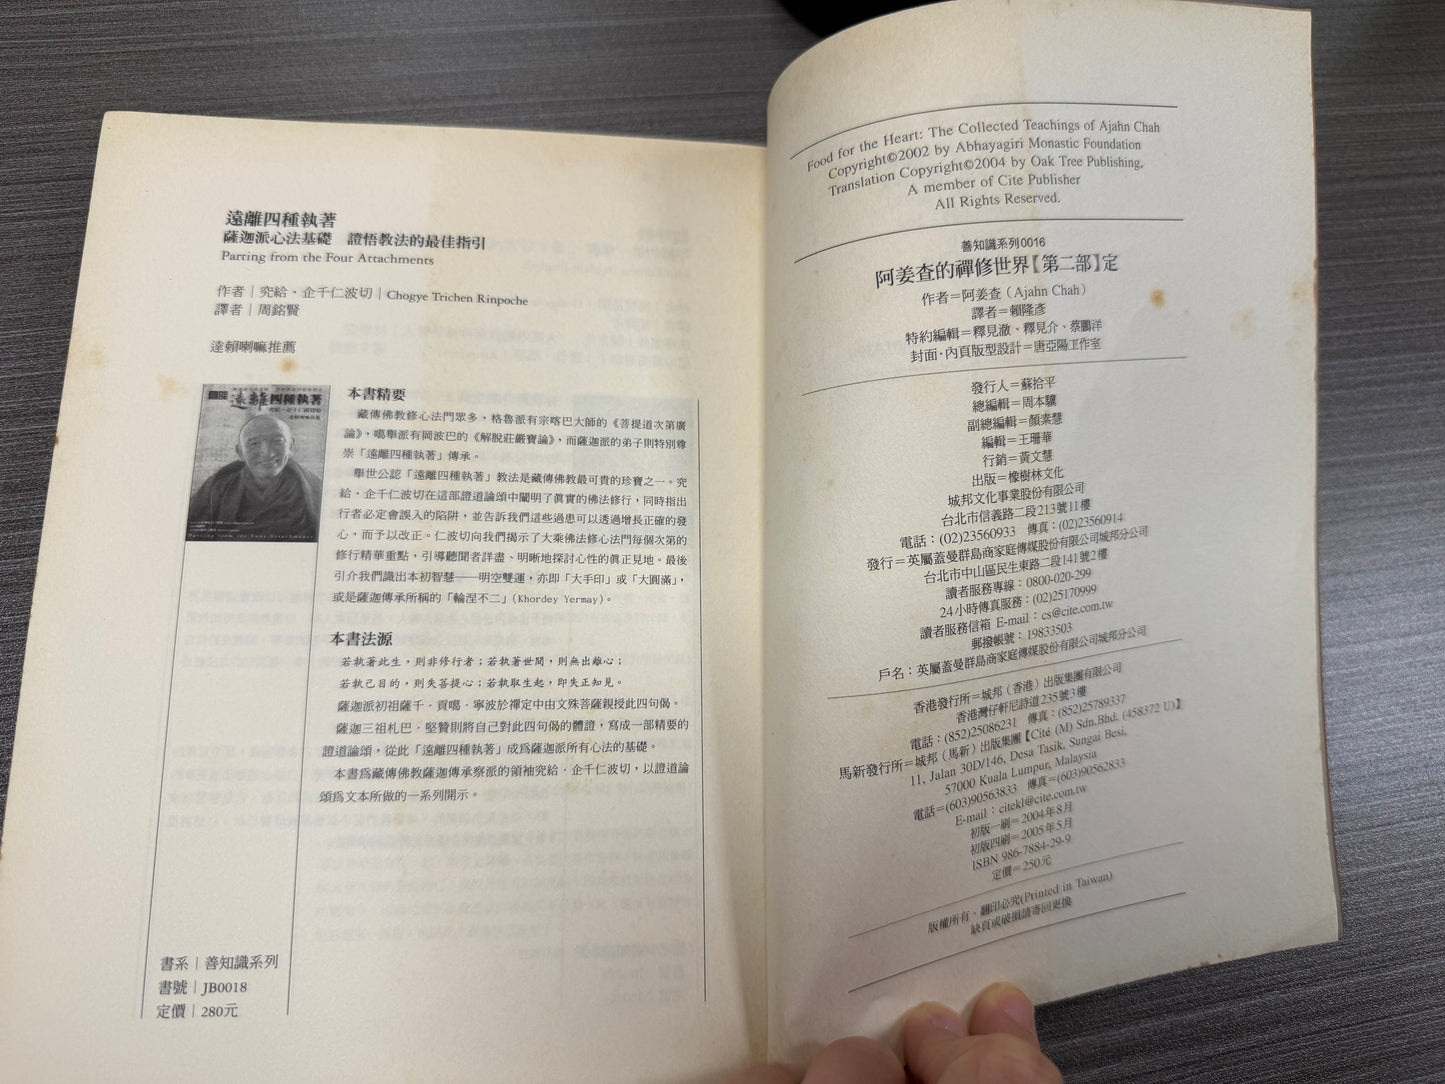 遠離四種執著
薩迦派心法基礎　證悟教法的最佳指引
Parting from the Four Attachments
作者｜究給・企千仁波切｜Chogye Trichen Rinpoche
譯者｜周銘賢
達賴喇嘛推薦
遠離四種執著
究給・企千仁波切◎
達賴喇嘛推薦
Parting from the Four Attachments
本書精要
藏傳佛教修心法門眾多，格魯派有宗喀巴大師的《菩提道次第廣
論》、噶舉派有岡波巴的《解脫莊嚴寶論》，而薩迦派的弟子則特別尊
崇「遠離四種執著」傳承。
舉世公認「遠離四種執著」教法是藏傳佛教最可貴的珍寶之一。究
給・企千仁波切在這部證道論頌中闡明了真實的佛法修行，同時指出
行者必定會誤入的陷阱，並告訴我們這些過患可以透過增長正確的發
心，而予以改正。仁波切向我們揭示了大乘佛法修心法門每個次第的
修行精華重點，引導聽聞者詳盡、明晰地探討心性的真正見地。最後
引介我們識出本初智慧——明空雙運，亦即「大手印」或「大圓滿」，
或是薩迦傳承所稱的「輪涅不二」(Khordey Yermay)。
本書法源
若執著此生，則非修行者；若執著世間，則無出離心；
若執己目的，則失菩提心；若執取生起，即失正知見。
薩迦派初祖薩千・貢噶・寧波於禪定中由文殊菩薩親授此四句偈。
薩迦三祖札巴・堅贊則將自己對此四句偈的體證，寫成一部精要的
證道論頌，從此「遠離四種執著」成為薩迦派所有心法的基礎。
本書為藏傳佛教薩迦傳承察派的領袖究給・企千仁波切，以證道論
頌為文本所做的一系列開示。
書系｜善知識系列
書號｜JB0018
定價｜280元
Food for the Heart: The Collected Teachings of Ajahn Chah
Copyright©2002 by Abhayagiri Monastic Foundation
Translation Copyright©2004 by Oak Tree Publishing,
A member of Cite Publisher
All Rights Reserved.
善知識系列0016
阿姜查的禪修世界【第二部】定
作者＝阿姜查（Ajahn Chah）
譯者＝賴隆彥
特約編輯＝釋見澈、釋見介、蔡鵬洋
封面・內頁版型設計＝唐亞陽工作室
發行人＝蘇拾平
總編輯＝周本驥
副總編輯＝顏素慧
編輯＝王珊華
行銷＝黃文慧
出版＝橡樹林文化
城邦文化事業股份有限公司
台北市信義路二段213號11樓
電話：(02)23560933　傳真：(02)23560914
發行＝英屬蓋曼群島商家庭傳媒股份有限公司城邦分公司
台北市中山區民生東路二段141號2樓
讀者服務專線：0800-020-299
24小時傳真服務：(02)25170999
讀者服務信箱 E-mail：cs@cite.com.tw
郵撥帳號：19833503
戶名：英屬蓋曼群島商家庭傳媒股份有限公司城邦分公司
香港發行所＝城邦（香港）出版集團有限公司
香港灣仔軒尼詩道235號3樓
電話：(852)25086231　傳真：(852)25789337
馬新發行所＝城邦（馬新）出版集團【Cité (M) Sdn.Bhd. (458372 U)】
11, Jalan 30D/146, Desa Tasik, Sungai Besi,
57000 Kuala Lumpur, Malaysia
電話＝(603)90563833　傳真＝(603)90562833
E-mail：citekl@cite.com.tw
初版一刷＝2004年8月
初版四刷＝2005年5月
ISBN 986-7884-29-9
定價＝250元
版權所有．翻印必究(Printed in Taiwan)
缺頁或破損請寄回更換